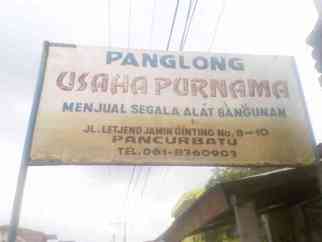 PANGLONG
USAHA PURNAMA
MENJUAL SEGALA ALAT BANGUNAN
JL. LETJEND JAMIN GINTING No. 8-10
PANCURBATU
TEL. 061-8360903